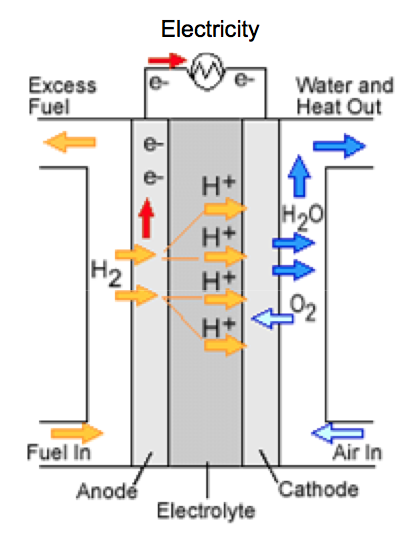 Electricity
Excess
Fuel
e-
e-
Water and
Heat Out
e-
e-
H+
H2O
H+
H2
H+
O2
H+
Fuel In
Air In
Anode
Electrolyte
Cathode